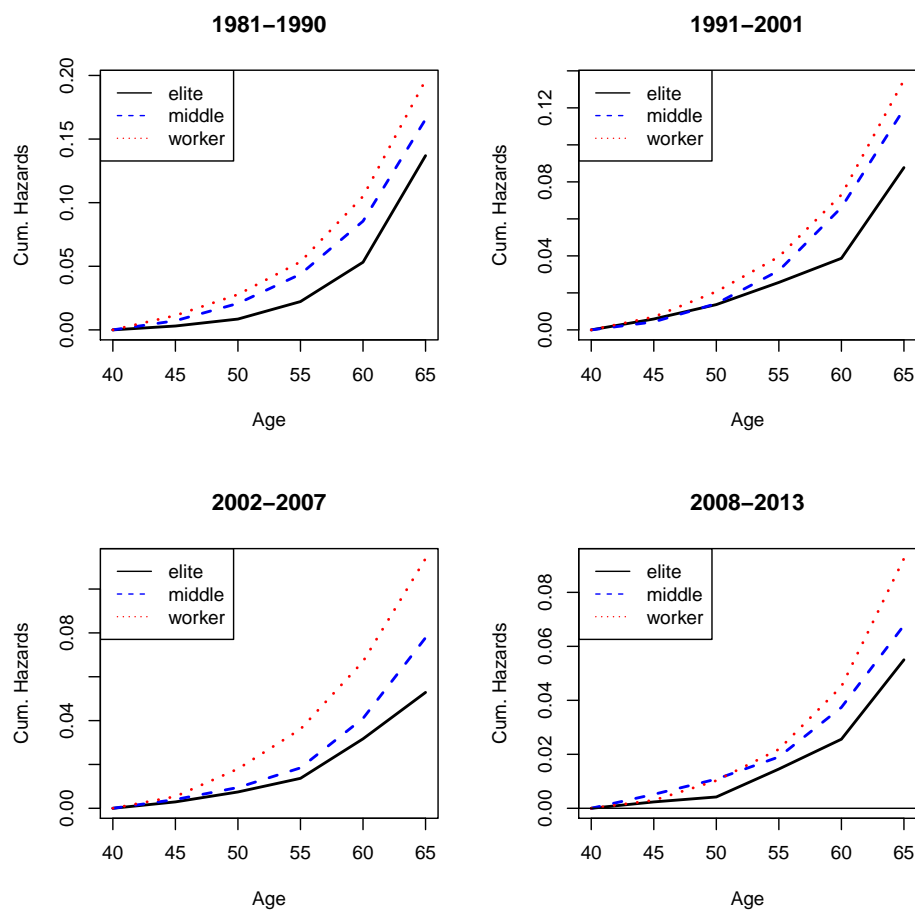 1981−1990
elite
middle
worker
Cum. Hazards
0.00
0.05
0.10
0.15
0.20
40
45
50
55
60
65
Age
1991−2001
elite
middle
worker
Cum. Hazards
0.00
0.04
0.08
0.12
40
45
50
55
60
65
Age
2002−2007
elite
middle
worker
Cum. Hazards
0.00
0.04
0.08
40
45
50
55
60
65
Age
2008−2013
elite
middle
worker
Cum. Hazards
0.00
0.02
0.04
0.06
0.08
40
45
50
55
60
65
Age